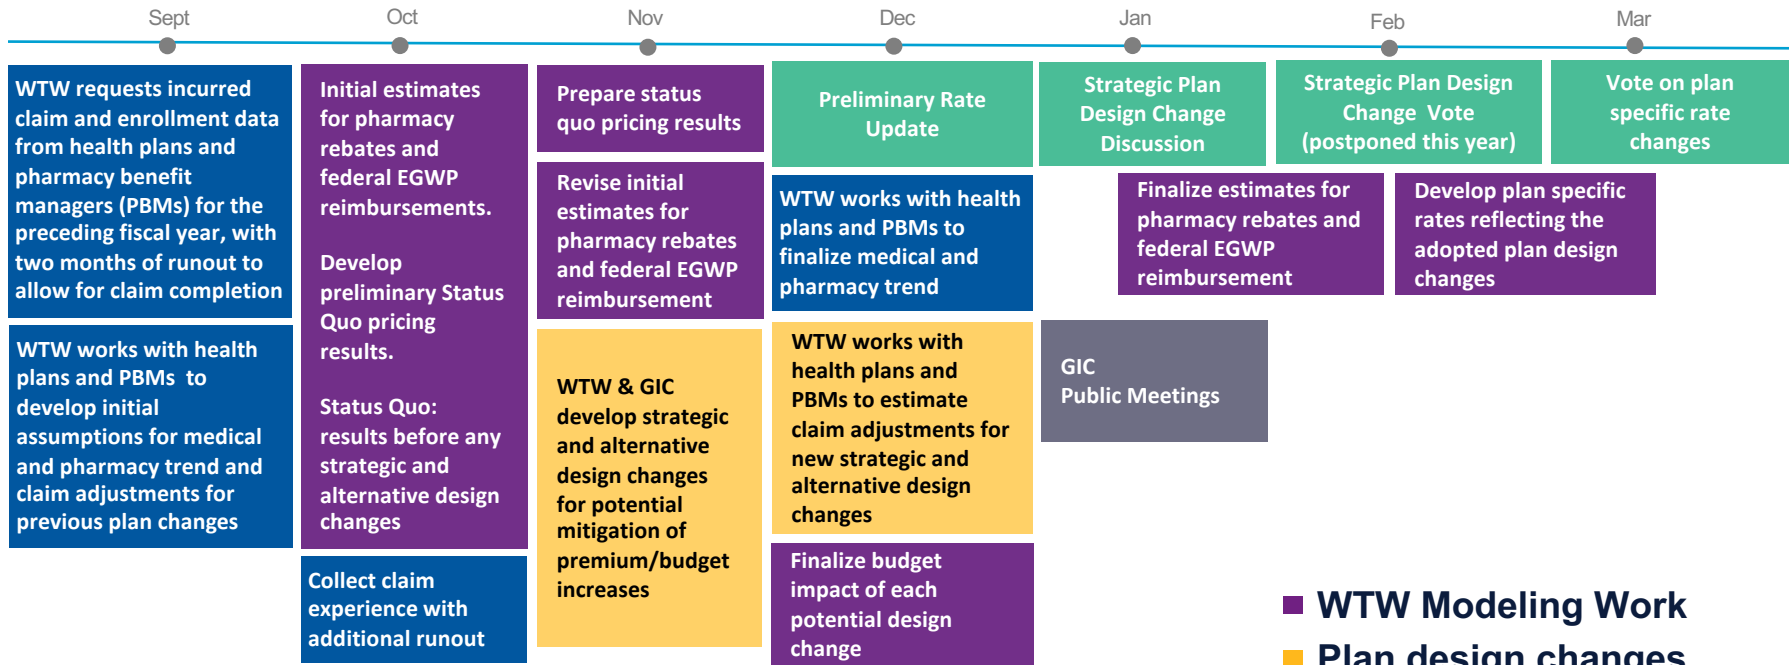 Sept
Oct
Nov
Dec
Jan
Feb
Mar
WTW requests incurred
claim and enrollment data
from health plans and
pharmacy benefit
managers (PBMs) for the
preceding fiscal year, with
two months of runout to
allow for claim completion
WTW works with health
plans and PBMs to
develop initial
assumptions for medical
and pharmacy trend and
claim adjustments for
previous plan changes
Initial estimates
for pharmacy
rebates and
federal EGWP
reimbursements.
Develop
preliminary Status
Quo pricing
results.
Status Quo:
results before any
strategic and
alternative design
changes
Collect claim
experience with
additional runout
Prepare status
quo pricing results
Revise initial
estimates for
pharmacy rebates
and federal EGWP
reimbursement
WTW & GIC
develop strategic
and alternative
design changes
for potential
mitigation of
premium/budget
increases
Preliminary Rate
Update
WTW works with health
plans and PBMs to
finalize medical and
pharmacy trend
WTW works with
health plans and
PBMs to estimate
claim adjustments for
new strategic and
alternative design
changes
Finalize budget
impact of each
potential design
change
Strategic Plan
Design Change
Discussion
Strategic Plan Design
Change Vote
(postponed this year)
Vote on plan
specific rate
changes
Finalize estimates for
pharmacy rebates and
federal EGWP
reimbursement
Develop plan specific
rates reflecting the
adopted plan design
changes
GIC
Public Meetings
WTW Modeling Work
Plan design changes